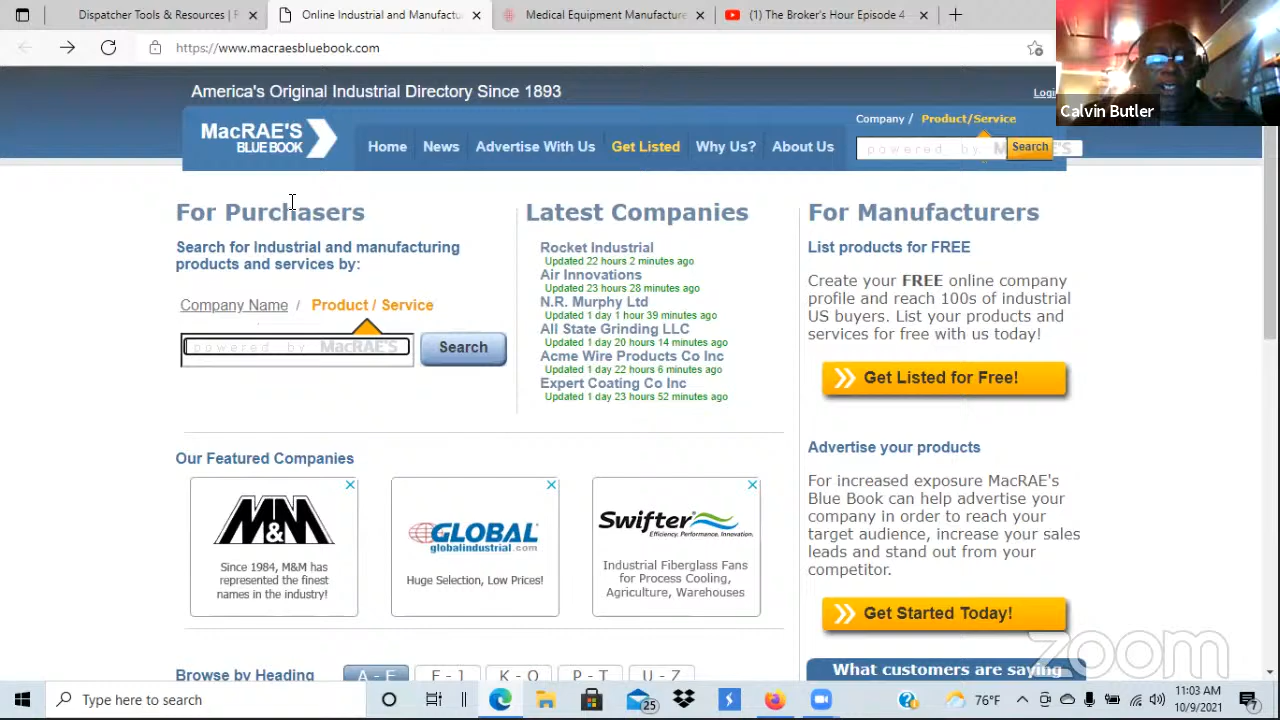 Dispatcher Tools & Resources |
Online Industrial and Manufactu
Medical Equipment Manufacture
(1) The Broker's Hour Episode 4
https://www.macraesbluebook.com
America's Original Industrial Directory Since 1893
Logi
Calvin Butler
MacRAE'S
BLUE BOOK
Company / Product/Service
Home News Advertise With Us Get Listed Why Us? About Us
powered by MacRAE'S Search
For Purchasers
Search for Industrial and manufacturing
products and services by:
Company Name / Product / Service
powered by MacRAE'S Search
Latest Companies
Rocket Industrial
Updated 22 hours 2 minutes ago
Air Innovations
Updated 23 hours 28 minutes ago
N.R. Murphy Ltd
Updated 1 day 1 hour 39 minutes ago
All State Grinding LLC
Updated 1 day 20 hours 14 minutes ago
Acme Wire Products Co Inc
Updated 1 day 22 hours 6 minutes ago
Expert Coating Co Inc
Updated 1 day 23 hours 52 minutes ago
For Manufacturers
List products for FREE
Create your FREE online company
profile and reach 100s of industrial
US buyers. List your products and
services for free with us today!
Get Listed for Free!
Advertise your products
For increased exposure MacRAE's
Blue Book can help advertise your
company in order to reach your
target audience, increase your sales
leads and stand out from your
competitor.
Get Started Today!
What customers are saying
Our Featured Companies
M&M
Since 1984, M&M has
represented the finest
names in the industry!
GLOBAL
globalindustrial.com
Huge Selection, Low Prices!
Swifter
Efficiency. Performance. Innovation.
Industrial Fiberglass Fans
for Process Cooling,
Agriculture, Warehouses
Browse by Heading
A - E F - J K - O P - T U - Z
zoom
Type here to search
25
76°F
11:03 AM
10/9/2021
7